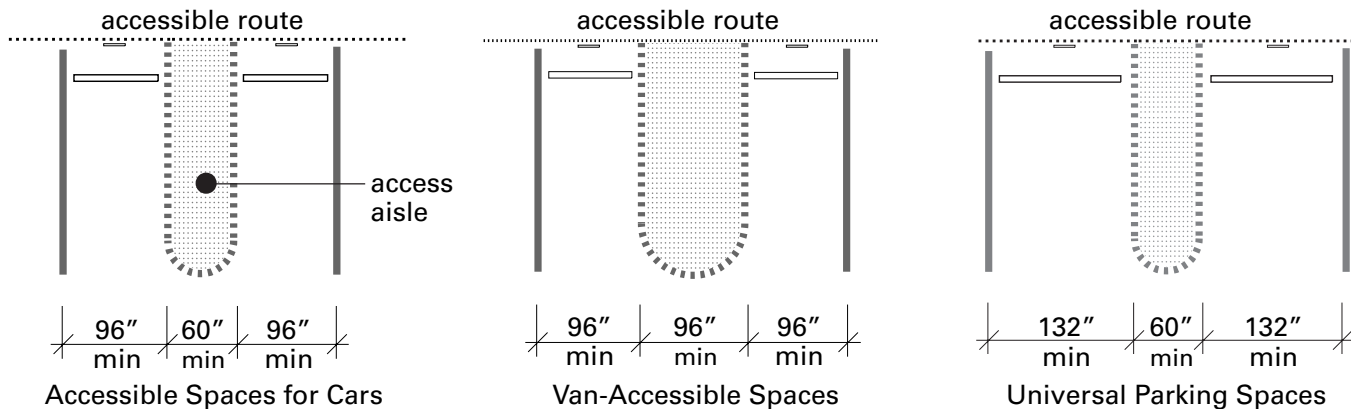 accessible route
accessible route
accessible route
access
aisle
96” 60” 96”
min min min
Accessible Spaces for Cars
96” 96” 96”
min min min
Van-Accessible Spaces
132” 60” 132”
min min min
Universal Parking Spaces